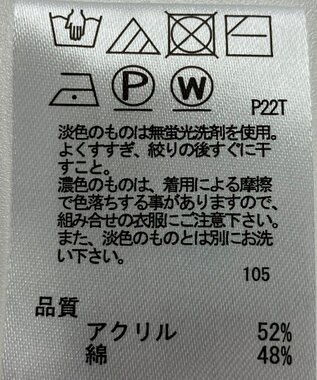 P
W
P22T
淡色のものは無蛍光洗剤を使用。
よくすすぎ、絞りの後すぐに干
すこと。
濃色のものは、着用による摩擦
で色落ちする事がありますので、
組み合せの衣服にご注意下さい。
また、淡色のものとは別にお洗
い下さい。
105
品質
アクリル 52%
綿 48%